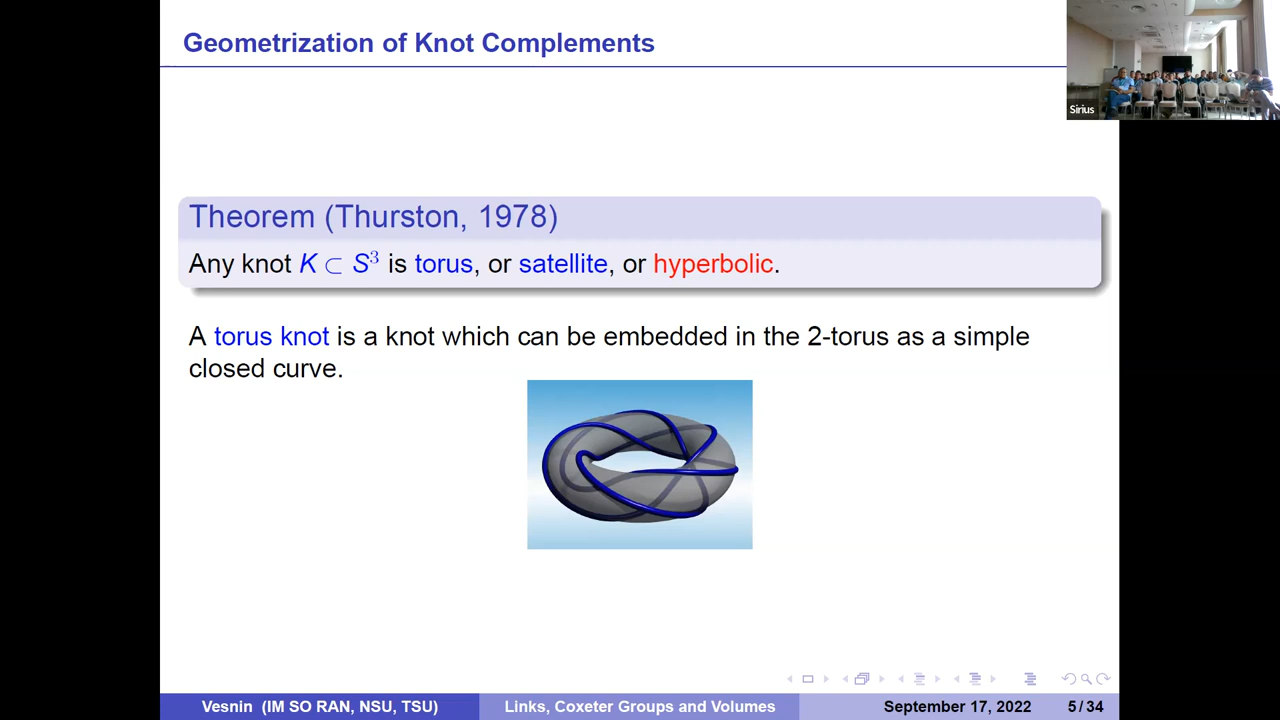 Geometrization of Knot Complements
Sirius
Theorem (Thurston, 1978)
Any knot K ⊂ S³ is torus, or satellite, or hyperbolic.
A torus knot is a knot which can be embedded in the 2-torus as a simple
closed curve.
Vesnin (IM SO RAN, NSU, TSU) Links, Coxeter Groups and Volumes September 17, 2022 5 / 34